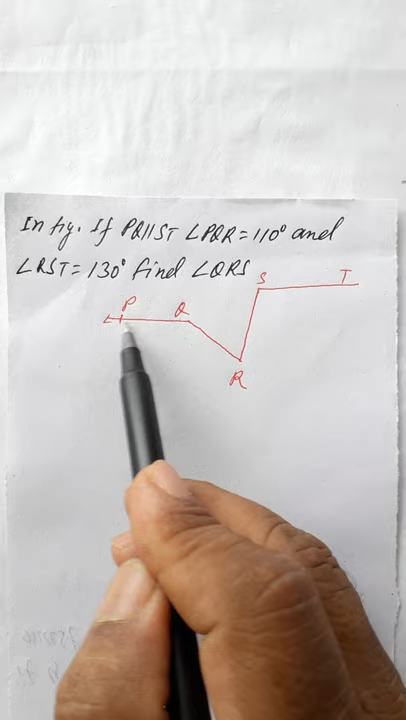 In fig. If PQ||ST ∠PQR = 110° and
∠RST = 130° find ∠QRS
S T
P Q
R